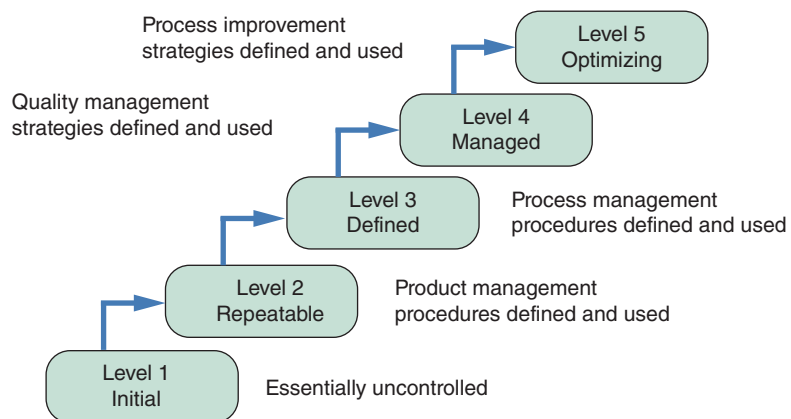 Process improvement
strategies defined and used
Level 5
Optimizing
Quality management
strategies defined and used
Level 4
Managed
Level 3
Defined
Process management
procedures defined and used
Level 2
Repeatable
Product management
procedures defined and used
Level 1
Initial
Essentially uncontrolled